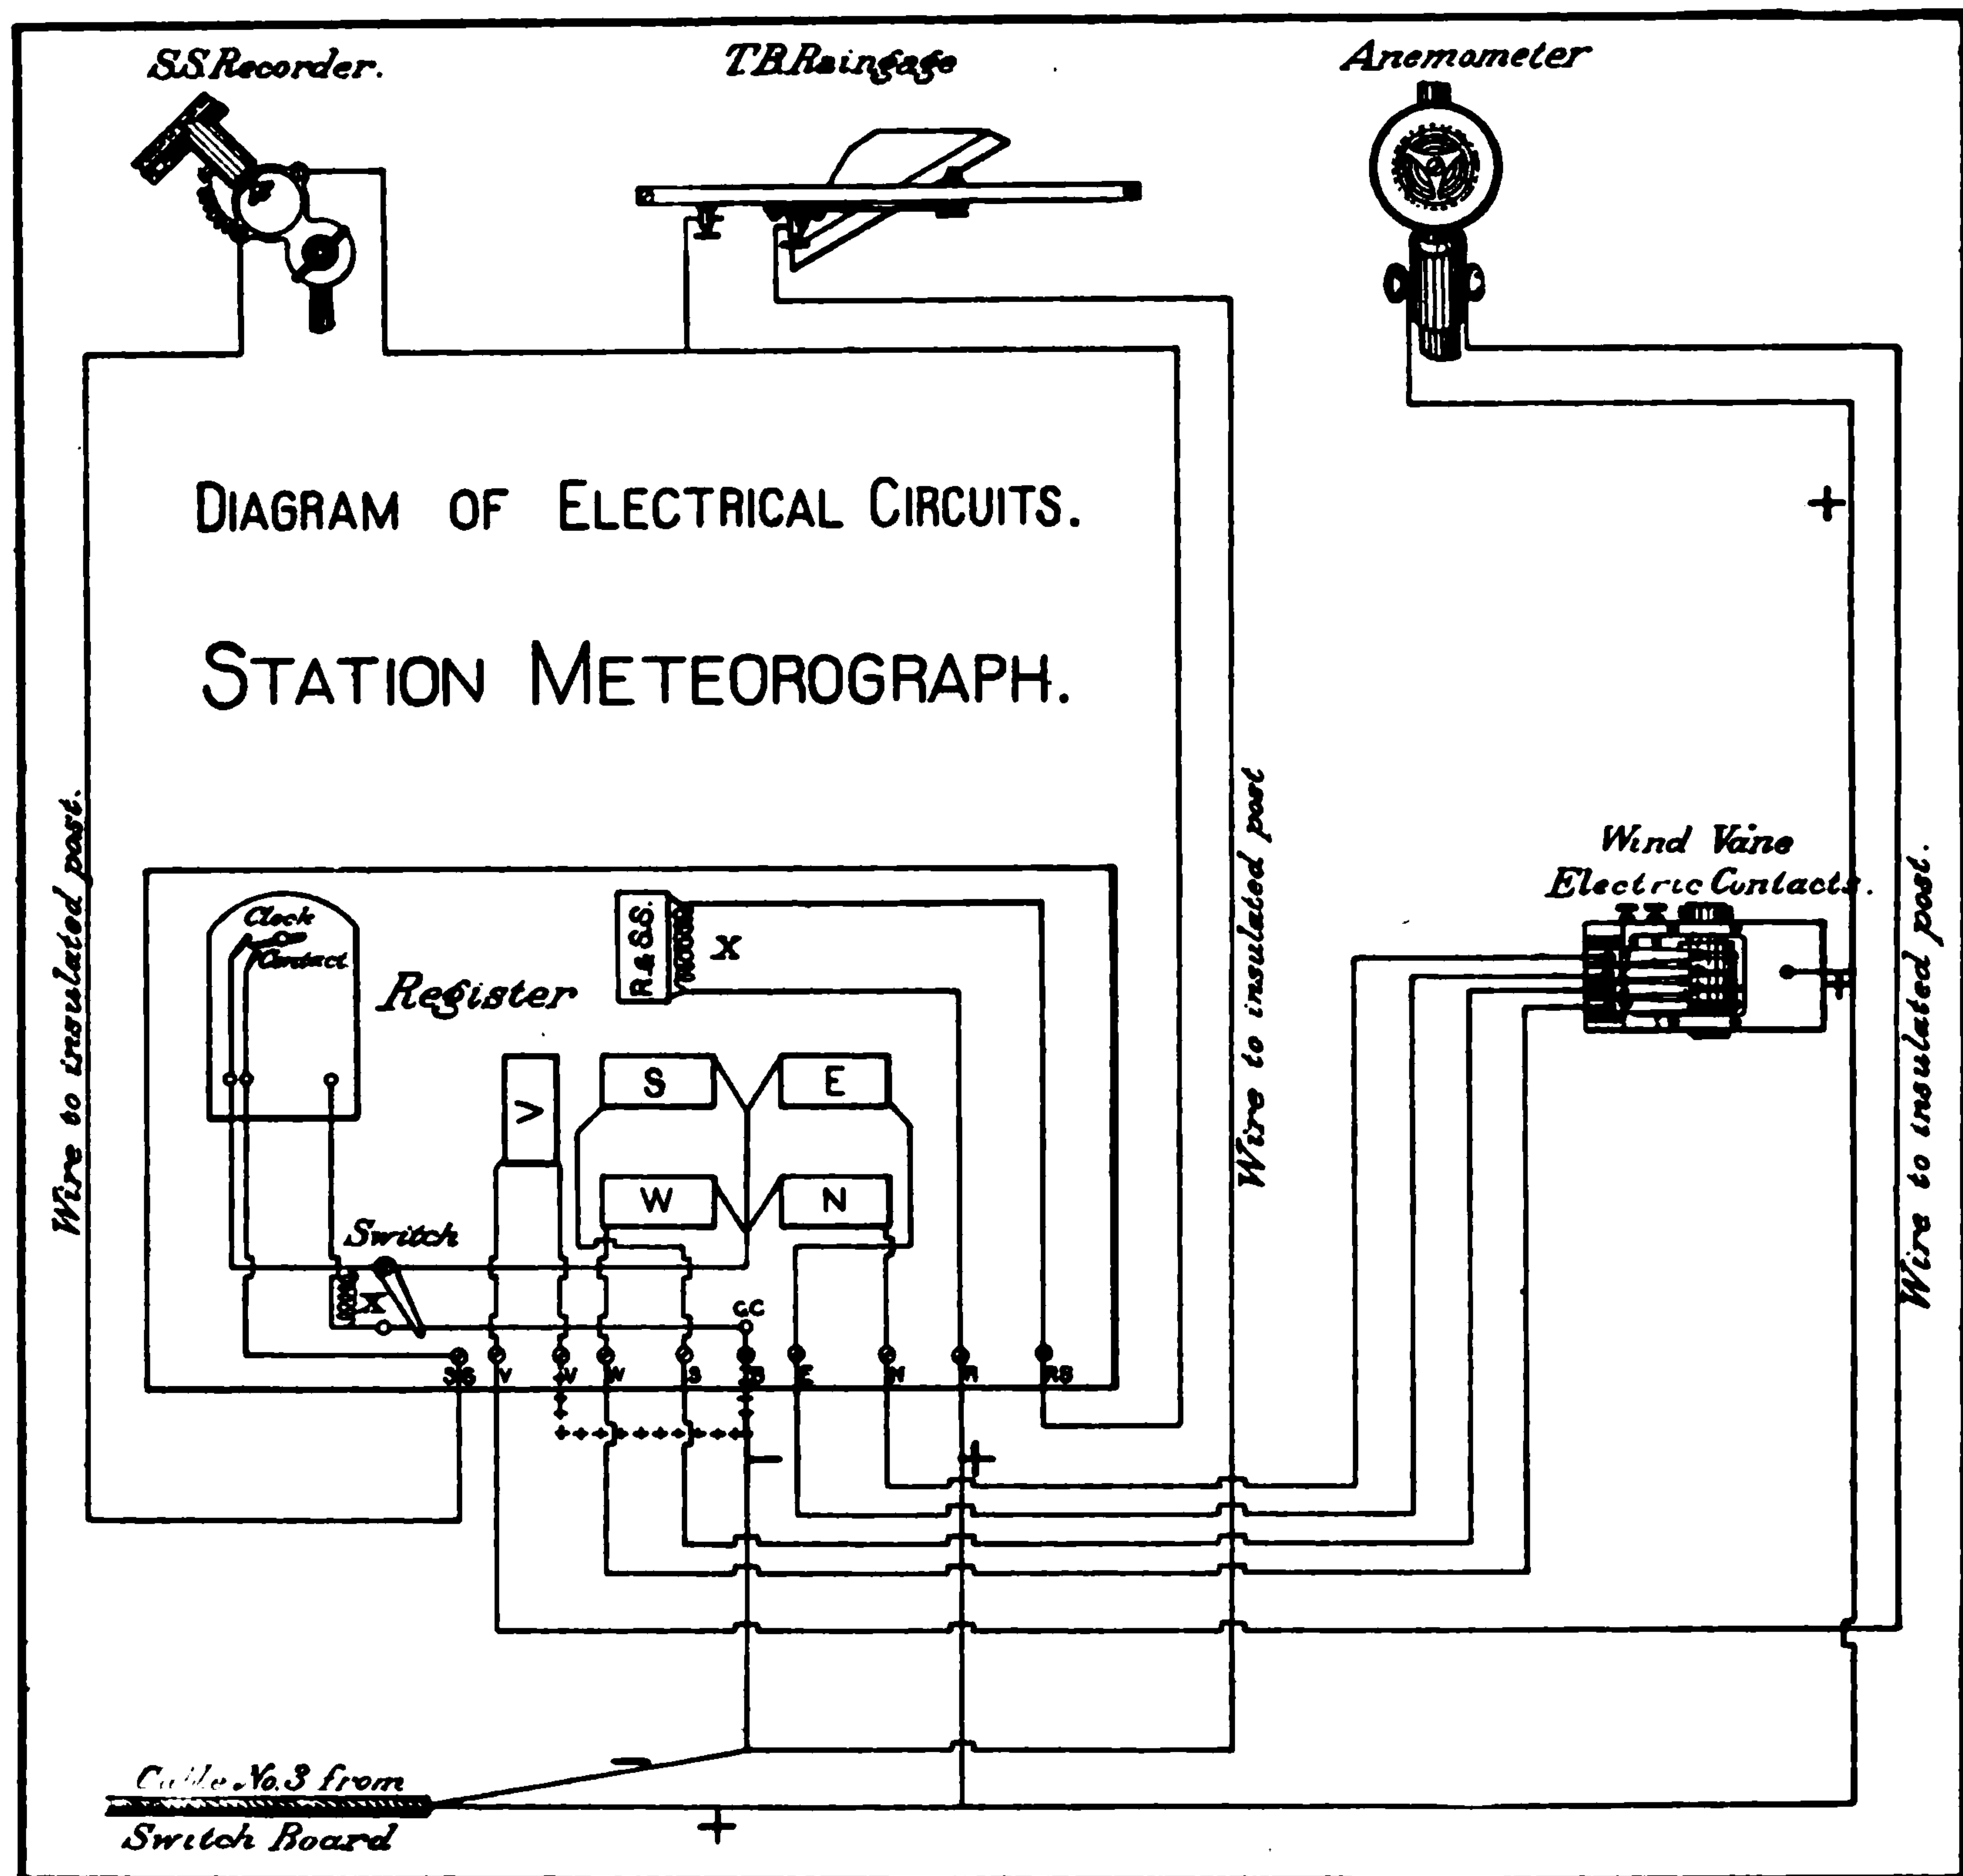 S.S Recorder.
T.B.Raingage
Anemometer
DIAGRAM OF ELECTRICAL CIRCUITS.
STATION METEOROGRAPH.
+
Wire to insulated post.
Wire to insulated post
Wire to insulated post.
Wind Vane
Electric Contacts.
+
Clock
Contact
Register
R.& S.S.
X
V
S
E
W
N
Switch
X
CC
SS V V W S B E N R RS
−
+
−
Cable No.3 from
Switch Board
+